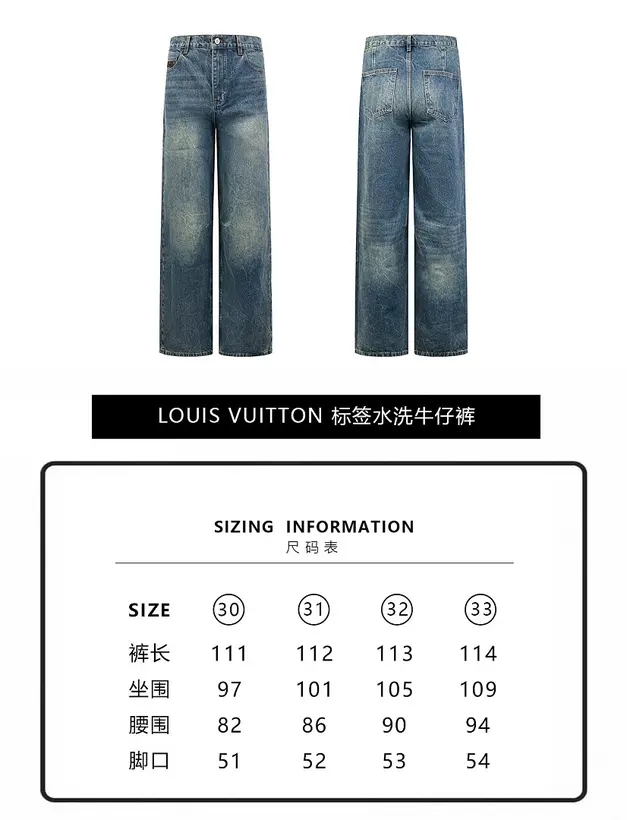 LOUIS VUITTON 标签水洗牛仔裤
SIZING INFORMATION
尺码表
SIZE 30 31 32 33
裤长 111 112 113 114
坐围 97 101 105 109
腰围 82 86 90 94
脚口 51 52 53 54